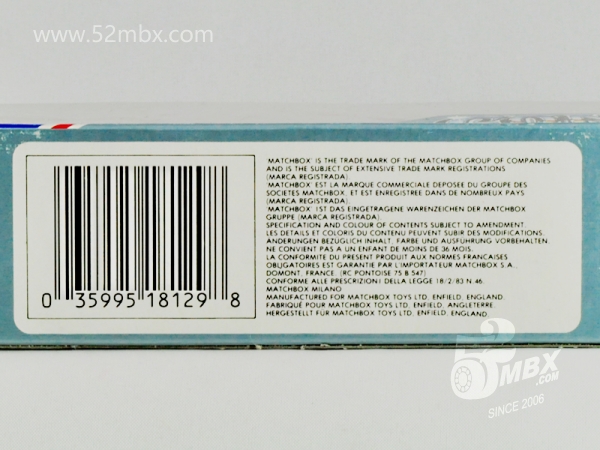 www.52mbx.com
'MATCHBOX' IS THE TRADE MARK OF THE MATCHBOX GROUP OF COMPANIES
AND IS THE SUBJECT OF EXTENSIVE TRADE MARK REGISTRATIONS
(MARCA REGISTRADA).
'MATCHBOX' EST LA MARQUE COMMERCIALE DEPOSEE DU GROUPE DES
SOCIETES MATCHBOX, ET EST ENREGISTREE DANS DE NOMBREUX PAYS
(MARCA REGISTRADA).
'MATCHBOX' IST DAS EINGETRAGENE WARENZEICHEN DER MATCHBOX
GRUPPE (MARCA REGISTRADA).
SPECIFICATION AND COLOUR OF CONTENTS SUBJECT TO AMENDMENT.
LES DETAILS ET COLORIS DU CONTENU PEUVENT SUBIR DES MODIFICATIONS.
ÄNDERUNGEN BEZÜGLICH INHALT, FARBE UND AUSFÜHRUNG VORBEHALTEN.
NE CONVIENT PAS A UN ENFANT DE MOINS DE 36 MOIS.
LA CONFORMITE DU PRESENT PRODUIT AUX NORMES FRANCAISES
OBLIGATOIRES EST GARANTIE PAR L'IMPORTATEUR MATCHBOX S.A.,
DOMONT, FRANCE. (RC PONTOISE 75 B 547)
CONFORME ALLE PRESCRIZIONI DELLA LEGGE 18/2/83 N.46.
MATCHBOX MILANO
MANUFACTURED FOR MATCHBOX TOYS LTD. ENFIELD, ENGLAND.
FABRIQUÉ POUR MATCHBOX TOYS LTD. ENFIELD, ANGLETERRE.
HERGESTELLT FUR MATCHBOX TOYS LTD. ENFIELD, ENGLAND.
0 35995 18129 8
52MBX.COM
SINCE 2006